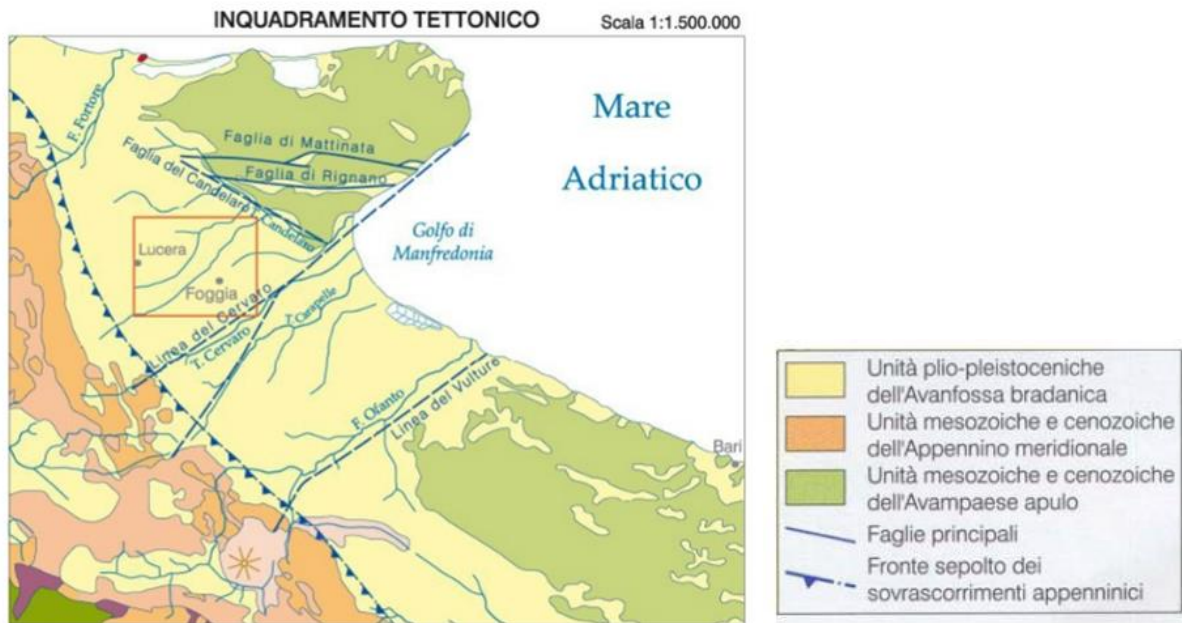 INQUADRAMENTO TETTONICO
Scala 1:1.500.000
F. Fortore
Mare
Adriatico
Faglia di Mattinata
Faglia di Rignano
Faglia del Candelaro
T. Candelaro
Golfo di
Manfredonia
Lucera
Foggia
Linea del Cervaro
T. Cervaro
T. Carapelle
F. Ofanto
Linea del Vulture
Bari
Unità plio-pleistoceniche
dell'Avanfossa bradanica
Unità mesozoiche e cenozoiche
dell'Appennino meridionale
Unità mesozoiche e cenozoiche
dell'Avampaese apulo
Faglie principali
Fronte sepolto dei
sovrascorrimenti appenninici